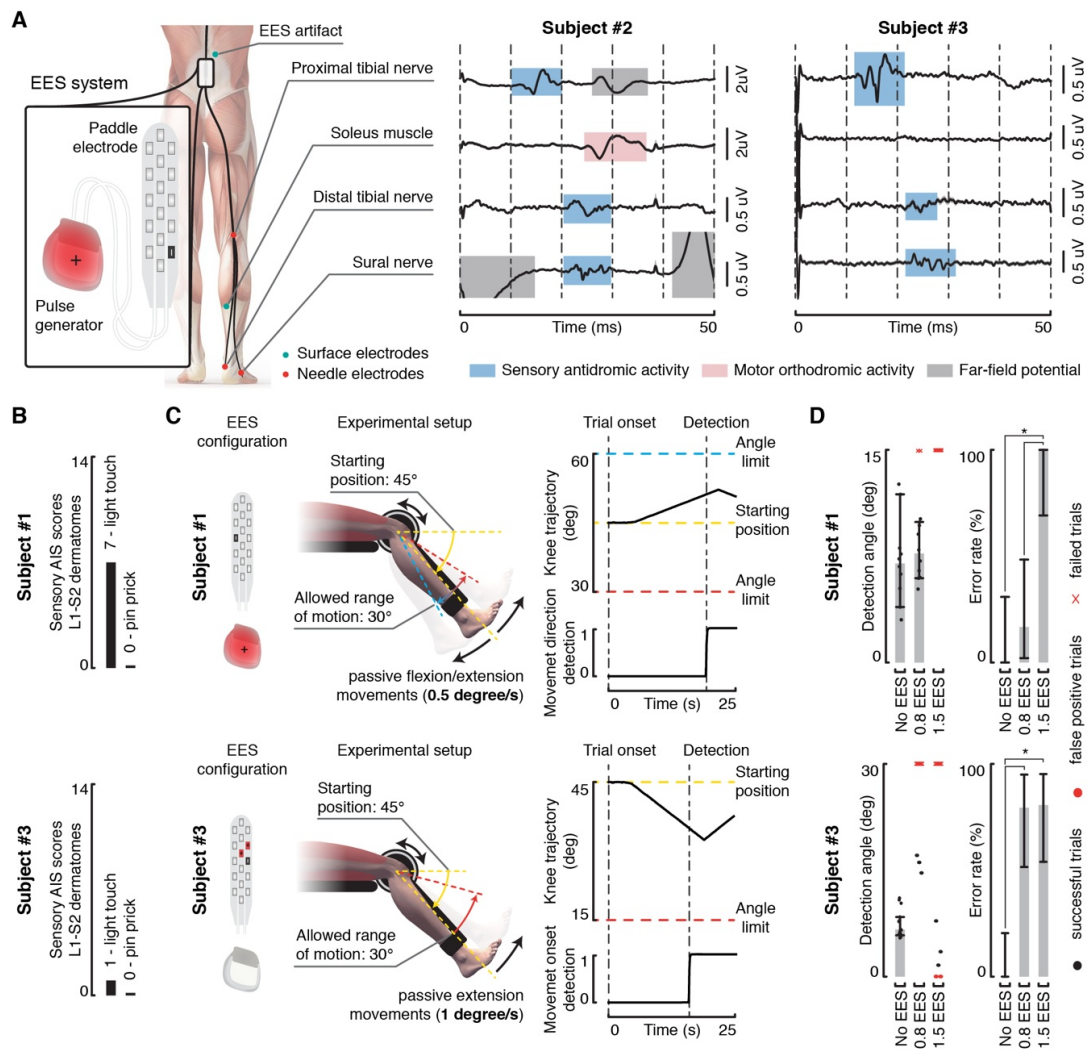 A
EES artifact
Proximal tibial nerve
Soleus muscle
Distal tibial nerve
Sural nerve
EES system
Paddle
electrode
+
Pulse
generator
Surface electrodes
Needle electrodes
Subject #2
2uV
2uV
0.5 uV
0.5 uV
0
Time (ms)
50
Subject #3
0.5 uV
0.5 uV
0.5 uV
0.5 uV
0
Time (ms)
50
Sensory antidromic activity
Motor orthodromic activity
Far-field potential
B
Subject #1
Sensory AIS scores
L1-S2 dermatomes
14
0
7 - light touch
0 - pin prick
Subject #3
Sensory AIS scores
L1-S2 dermatomes
14
0
1 - light touch
0 - pin prick
C
Subject #1
EES
configuration
+
Experimental setup
Starting
position: 45°
Allowed range
of motion: 30°
passive flexion/extension
movements (0.5 degree/s)
Trial onset
Detection
Knee trajectory
(deg)
60
30
Angle
limit
Starting
position
Angle
limit
Movemet direction
detection
1
0
0
Time (s)
25
Subject #3
EES
configuration
Experimental setup
Starting
position: 45°
Allowed range
of motion: 30°
passive extension
movements (1 degree/s)
Trial onset
Detection
Knee trajectory
(deg)
45
15
Starting
position
Angle
limit
Movemet onset
detection
1
0
0
Time (s)
25
D
Subject #1
Detection angle (deg)
15
0
No EES
0.8 EES
1.5 EES
Error rate (%)
100
0
*
No EES
0.8 EES
1.5 EES
Subject #3
Detection angle (deg)
30
0
No EES
0.8 EES
1.5 EES
Error rate (%)
100
0
*
No EES
0.8 EES
1.5 EES
successful trials
false positive trials
failed trials